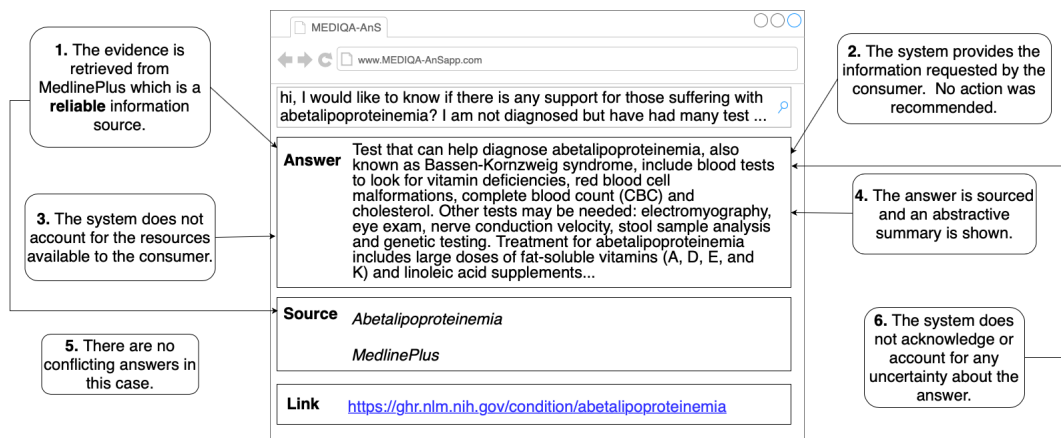 MEDIQA-AnS
www.MEDIQA-AnSapp.com
hi, I would like to know if there is any support for those suffering with
abetalipoproteinemia? I am not diagnosed but have had many test ...
Answer
Test that can help diagnose abetalipoproteinemia, also
known as Bassen-Kornzweig syndrome, include blood tests
to look for vitamin deficiencies, red blood cell
malformations, complete blood count (CBC) and
cholesterol. Other tests may be needed: electromyography,
eye exam, nerve conduction velocity, stool sample analysis
and genetic testing. Treatment for abetalipoproteinemia
includes large doses of fat-soluble vitamins (A, D, E, and
K) and linoleic acid supplements...
Source
Abetalipoproteinemia
MedlinePlus
Link
https://ghr.nlm.nih.gov/condition/abetalipoproteinemia
1. The evidence is
retrieved from
MedlinePlus which is a
reliable information
source.
2. The system provides the
information requested by the
consumer. No action was
recommended.
3. The system does not
account for the resources
available to the consumer.
4. The answer is sourced
and an abstractive
summary is shown.
5. There are no
conflicting answers in
this case.
6. The system does
not acknowledge or
account for any
uncertainty about the
answer.